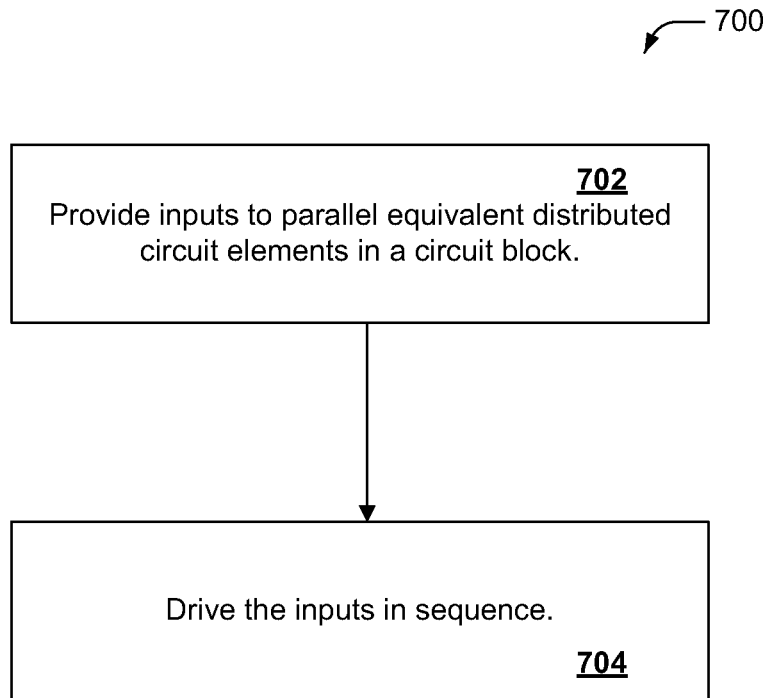 700
702
Provide inputs to parallel equivalent distributed
circuit elements in a circuit block.
Drive the inputs in sequence.
704